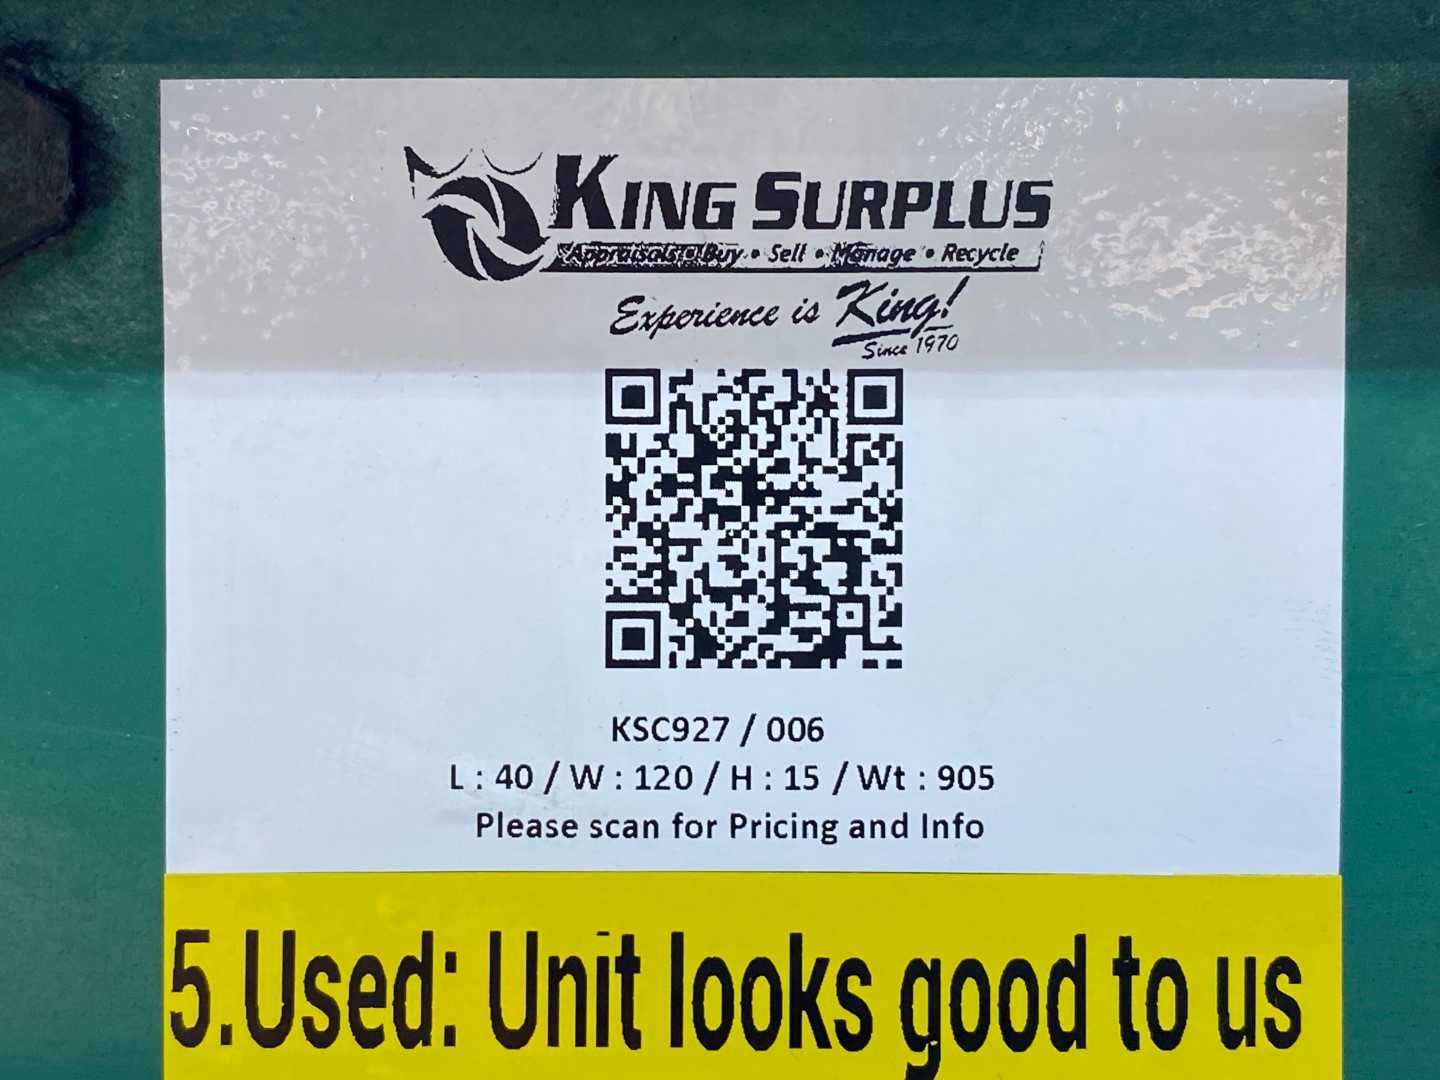 KING SURPLUS
Appraisals • Buy • Sell • Manage • Recycle
Experience is King!
Since 1970
KSC927 / 006
L : 40 / W : 120 / H : 15 / Wt : 905
Please scan for Pricing and Info
5.Used: Unit looks good to us